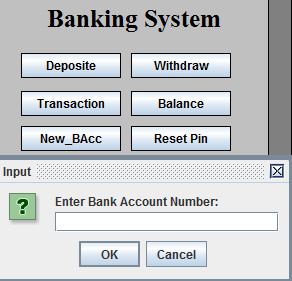 Banking System
Deposite Withdraw
Transaction Balance
New_BAcc Reset Pin
Input
? Enter Bank Account Number:
OK Cancel